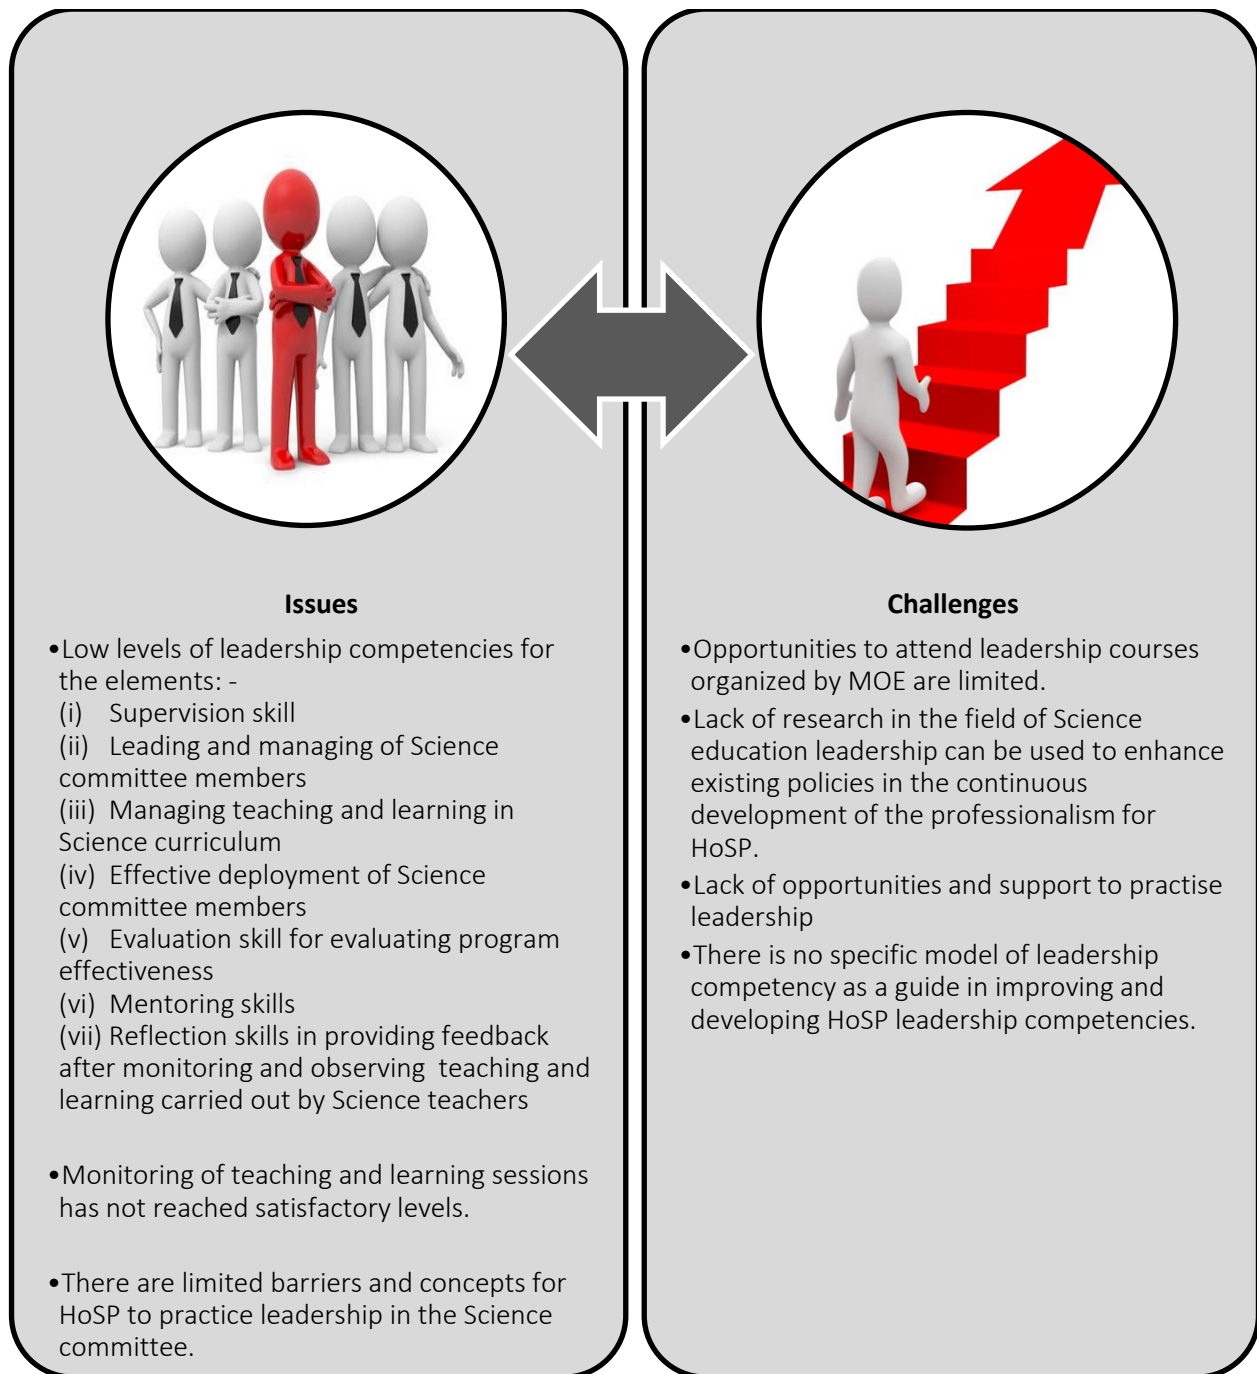 Issues
•Low levels of leadership competencies for
the elements: -
(i) Supervision skill
(ii) Leading and managing of Science
committee members
(iii) Managing teaching and learning in
Science curriculum
(iv) Effective deployment of Science
committee members
(v) Evaluation skill for evaluating program
effectiveness
(vi) Mentoring skills
(vii) Reflection skills in providing feedback
after monitoring and observing teaching and
learning carried out by Science teachers
•Monitoring of teaching and learning sessions
has not reached satisfactory levels.
•There are limited barriers and concepts for
HoSP to practice leadership in the Science
committee.
Challenges
•Opportunities to attend leadership courses
organized by MOE are limited.
•Lack of research in the field of Science
education leadership can be used to enhance
existing policies in the continuous
development of the professionalism for
HoSP.
•Lack of opportunities and support to practise
leadership
•There is no specific model of leadership
competency as a guide in improving and
developing HoSP leadership competencies.